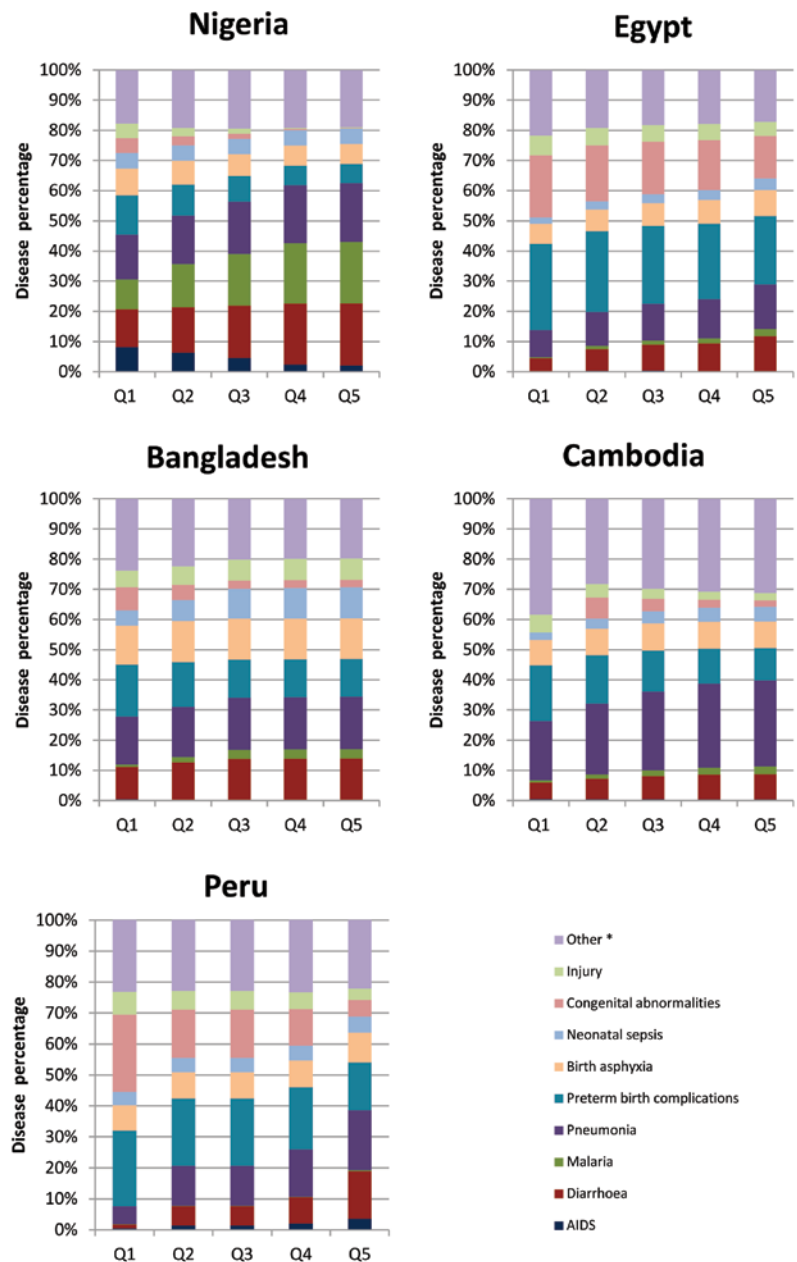 Nigeria
Disease percentage
100%
90%
80%
70%
60%
50%
40%
30%
20%
10%
0%
Q1 Q2 Q3 Q4 Q5
Egypt
Disease percentage
100%
90%
80%
70%
60%
50%
40%
30%
20%
10%
0%
Q1 Q2 Q3 Q4 Q5
Bangladesh
Disease percentage
100%
90%
80%
70%
60%
50%
40%
30%
20%
10%
0%
Q1 Q2 Q3 Q4 Q5
Cambodia
Disease percentage
100%
90%
80%
70%
60%
50%
40%
30%
20%
10%
0%
Q1 Q2 Q3 Q4 Q5
Peru
Disease percentage
100%
90%
80%
70%
60%
50%
40%
30%
20%
10%
0%
Q1 Q2 Q3 Q4 Q5
Other *
Injury
Congenital abnormalities
Neonatal sepsis
Birth asphyxia
Preterm birth complications
Pneumonia
Malaria
Diarrhoea
AIDS